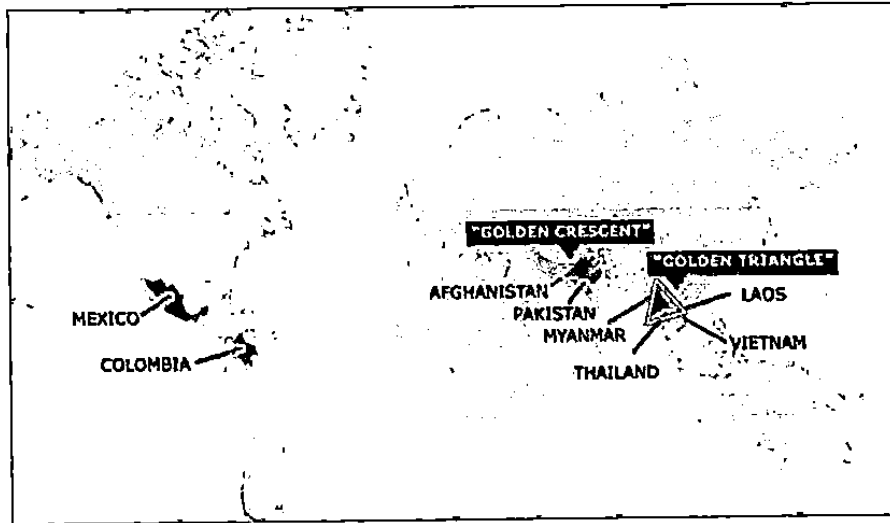 "GOLDEN CRESCENT"
"GOLDEN TRIANGLE"
AFGHANISTAN
LAOS
PAKISTAN
MEXICO
MYANMAR
VIETNAM
COLOMBIA
THAILAND